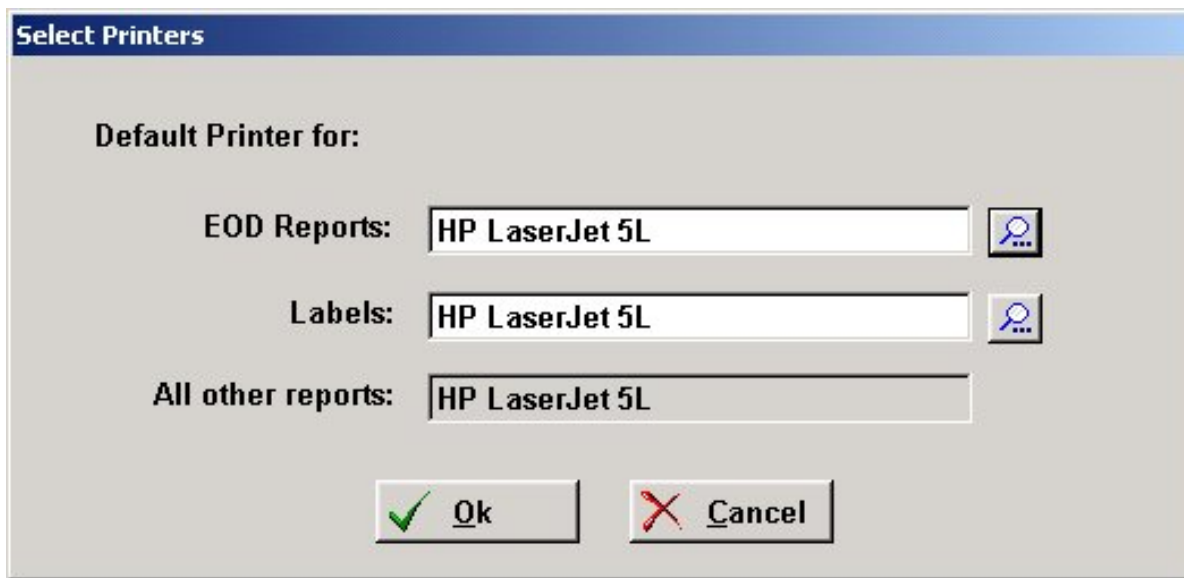 Select Printers
Default Printer for:
EOD Reports: HP LaserJet 5L
Labels: HP LaserJet 5L
All other reports: HP LaserJet 5L
Ok Cancel